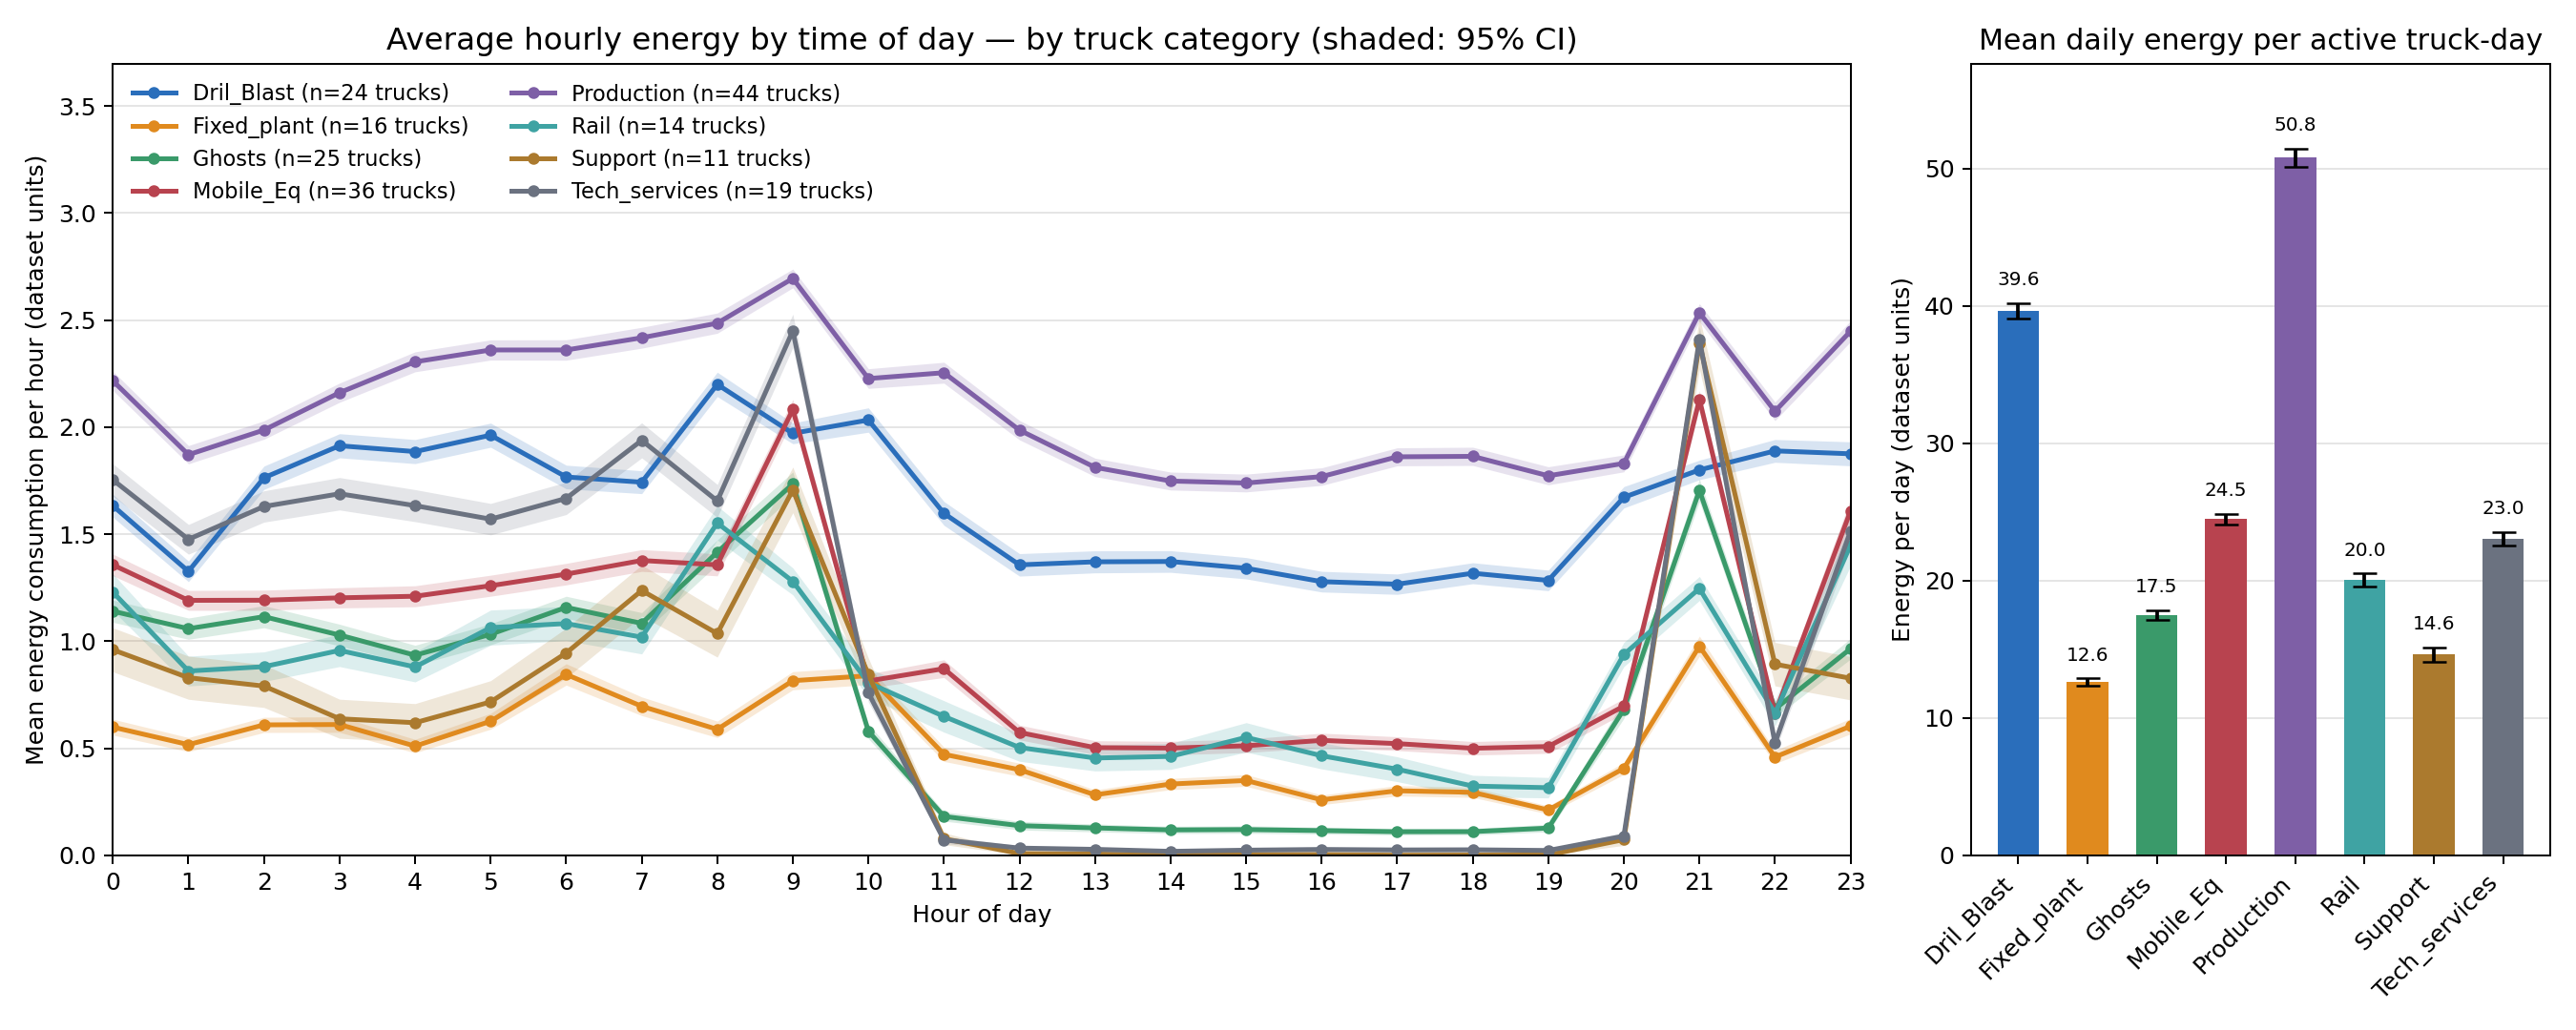 Average hourly energy by time of day — by truck category (shaded: 95% CI)
Mean energy consumption per hour (dataset units)
3.5
3.0
2.5
2.0
1.5
1.0
0.5
0.0
Dril_Blast (n=24 trucks)
Fixed_plant (n=16 trucks)
Ghosts (n=25 trucks)
Mobile_Eq (n=36 trucks)
Production (n=44 trucks)
Rail (n=14 trucks)
Support (n=11 trucks)
Tech_services (n=19 trucks)
0 1 2 3 4 5 6 7 8 9 10 11 12 13 14 15 16 17 18 19 20 21 22 23
Hour of day
Mean daily energy per active truck-day
Energy per day (dataset units)
50
40
30
20
10
0
39.6
12.6
17.5
24.5
50.8
20.0
14.6
23.0
Dril_Blast
Fixed_plant
Ghosts
Mobile_Eq
Production
Rail
Support
Tech_services